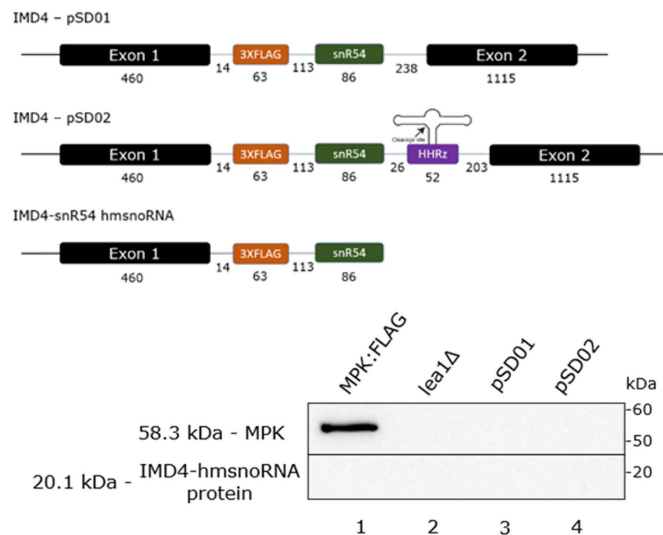 IMD4 – pSD01
Exon 1 3XFLAG snR54 Exon 2
460 14 63 113 86 238 1115
IMD4 – pSD02
Cleavage site
Exon 1 3XFLAG snR54 HHRz Exon 2
460 14 63 113 86 26 52 203 1115
IMD4-snR54 hmsnoRNA
Exon 1 3XFLAG snR54
460 14 63 113 86
MPK:FLAG lea1Δ pSD01 pSD02
kDa
58.3 kDa - MPK
-60
-50
20.1 kDa - IMD4-hmsnoRNA protein
-20
1 2 3 4